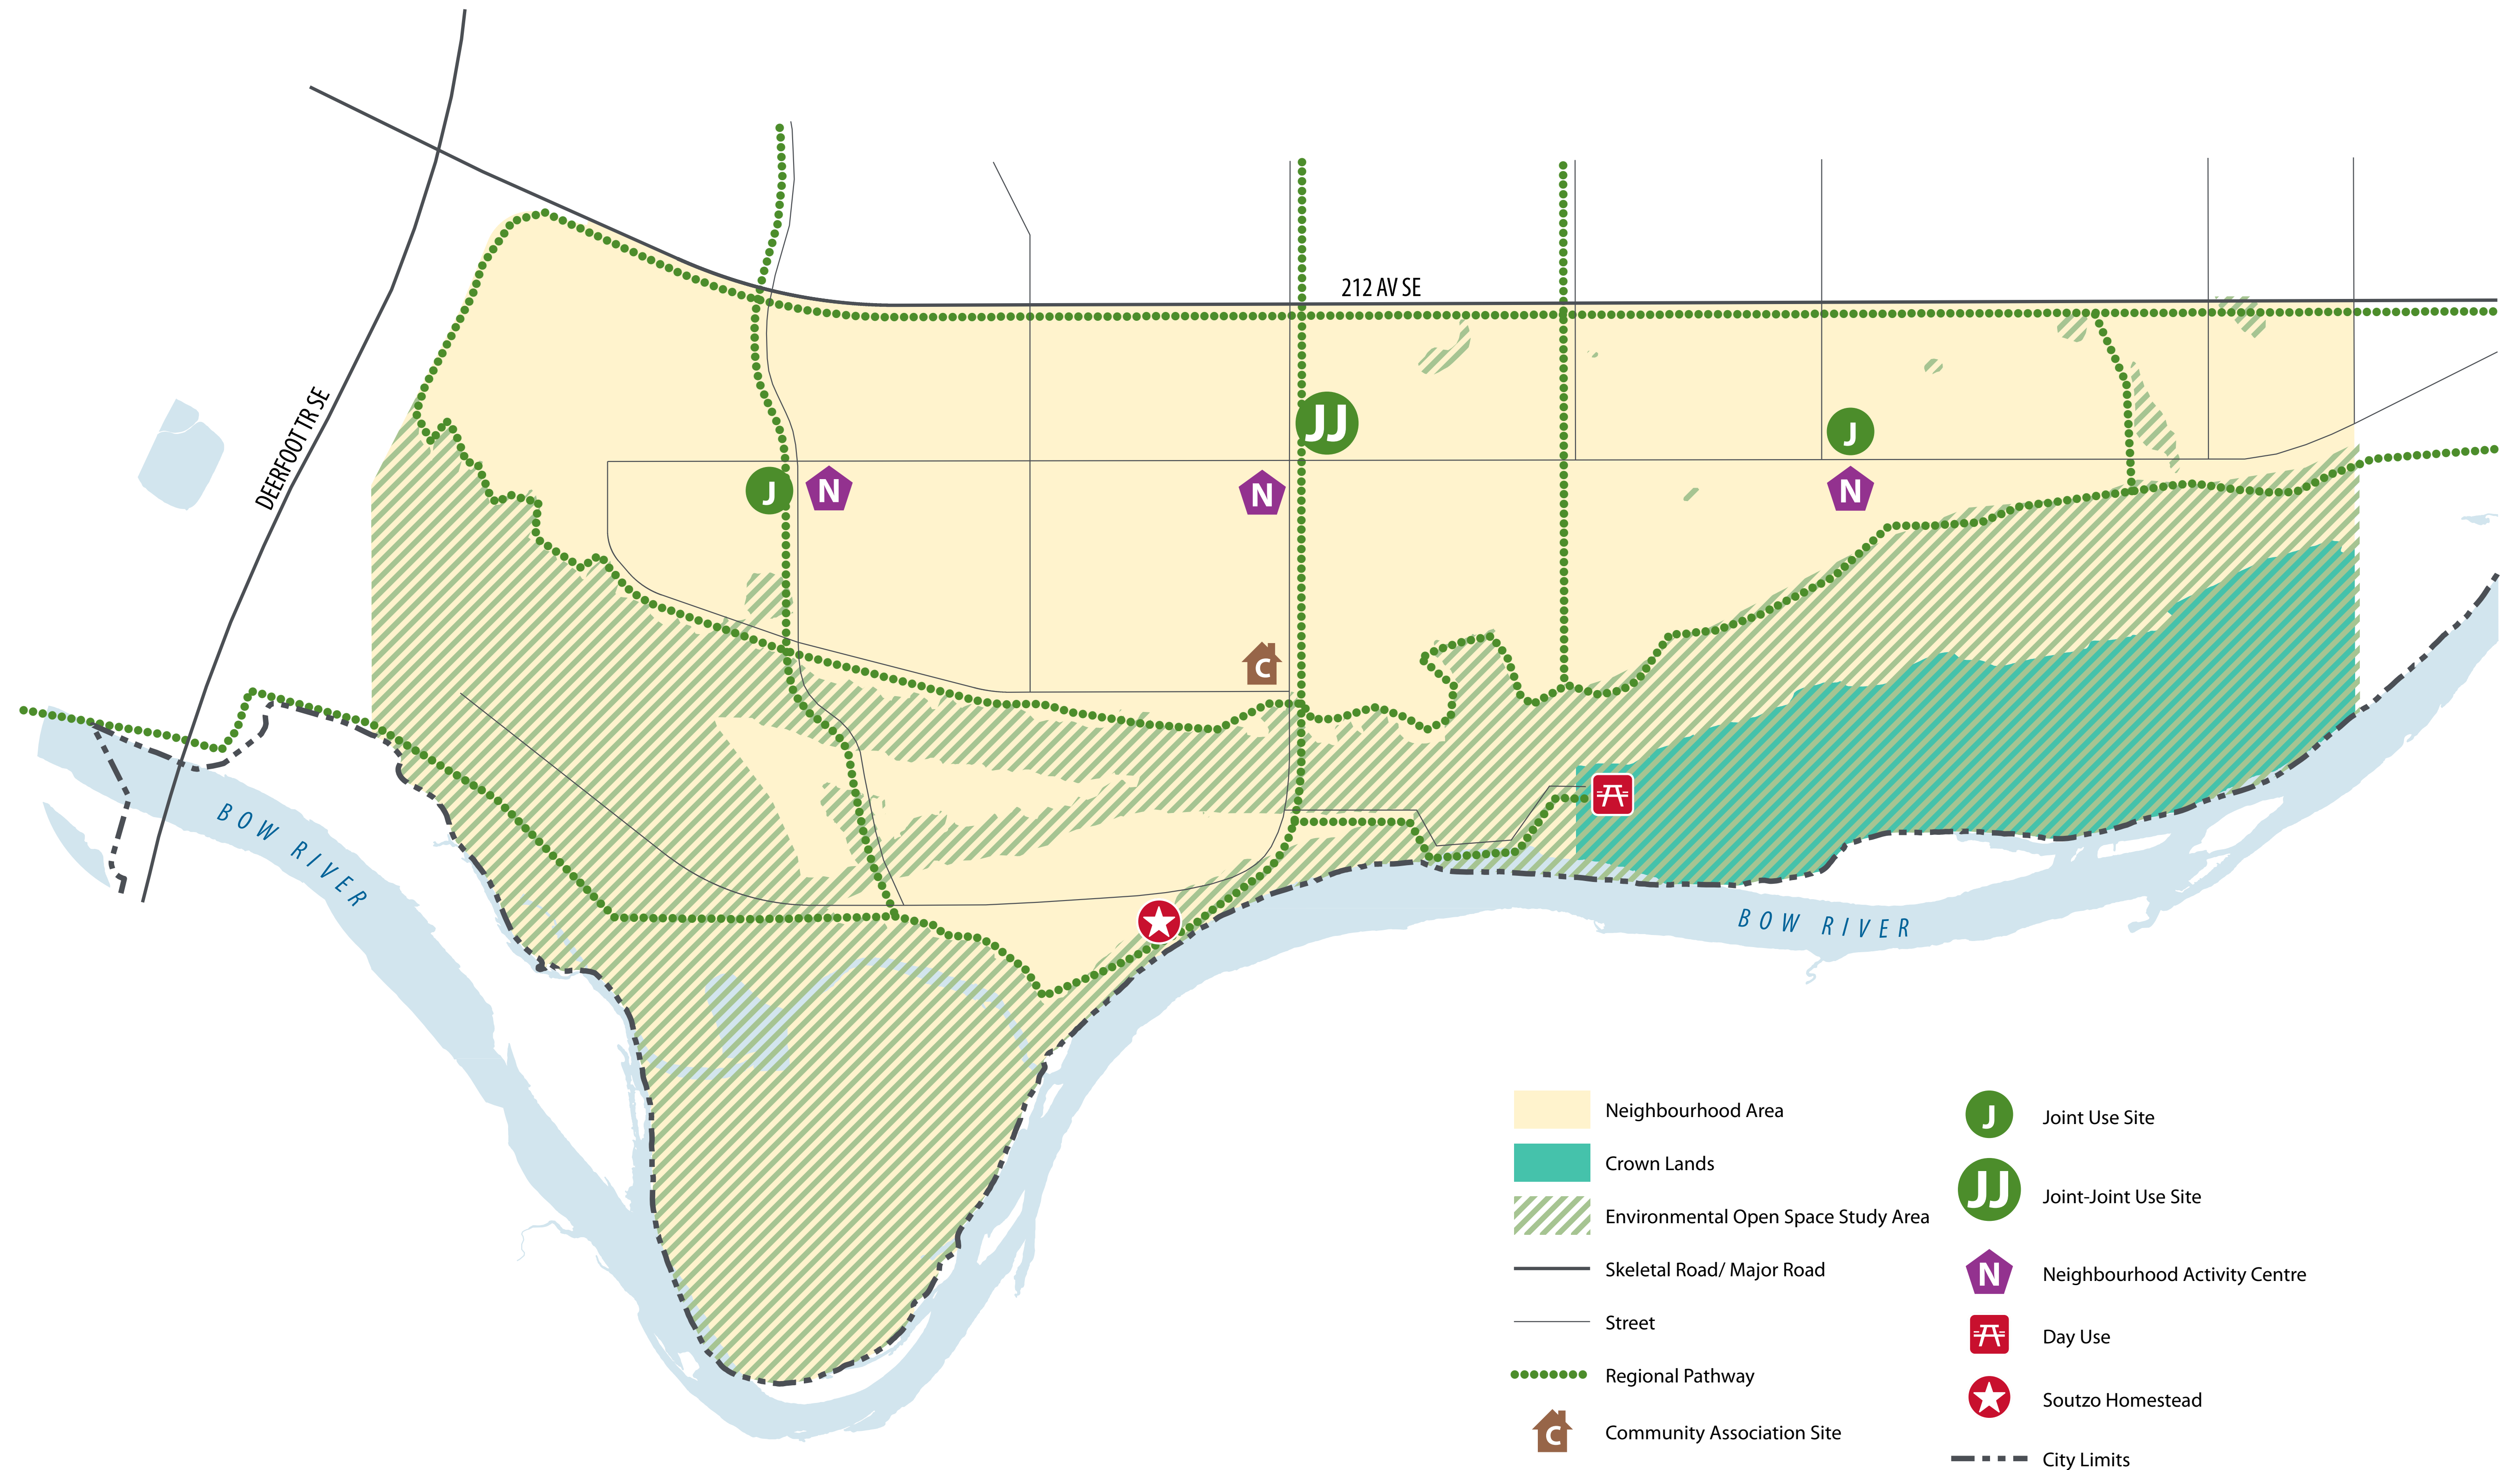 212 AV SE
DEERFOOT TR SE
JJ
J
J
N
N
N
C
BOW RIVER
BOW RIVER
Neighbourhood Area
Crown Lands
Environmental Open Space Study Area
Skeletal Road/ Major Road
Street
Regional Pathway
C Community Association Site
J Joint Use Site
JJ Joint-Joint Use Site
N Neighbourhood Activity Centre
Day Use
Soutzo Homestead
City Limits